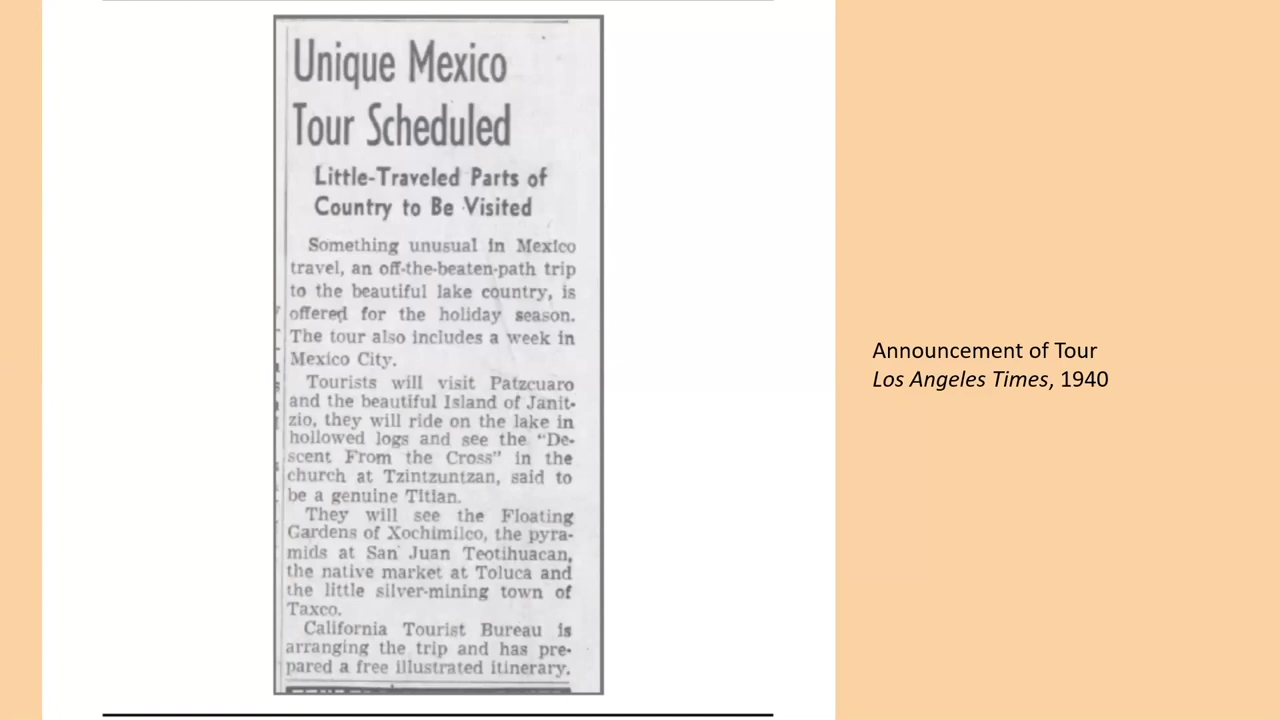 Unique Mexico
Tour Scheduled
Little-Traveled Parts of
Country to Be Visited
Something unusual in Mexico
travel, an off-the-beaten-path trip
to the beautiful lake country, is
offered for the holiday season.
The tour also includes a week in
Mexico City.
Tourists will visit Patzcuaro
and the beautiful Island of Janit-
zio, they will ride on the lake in
hollowed logs and see the “De-
scent From the Cross” in the
church at Tzintzuntzan, said to
be a genuine Titian.
They will see the Floating
Gardens of Xochimilco, the pyra-
mids at San Juan Teotihuacan,
the native market at Toluca and
the little silver-mining town of
Taxco.
California Tourist Bureau is
arranging the trip and has pre-
pared a free illustrated itinerary.
Announcement of Tour
Los Angeles Times, 1940